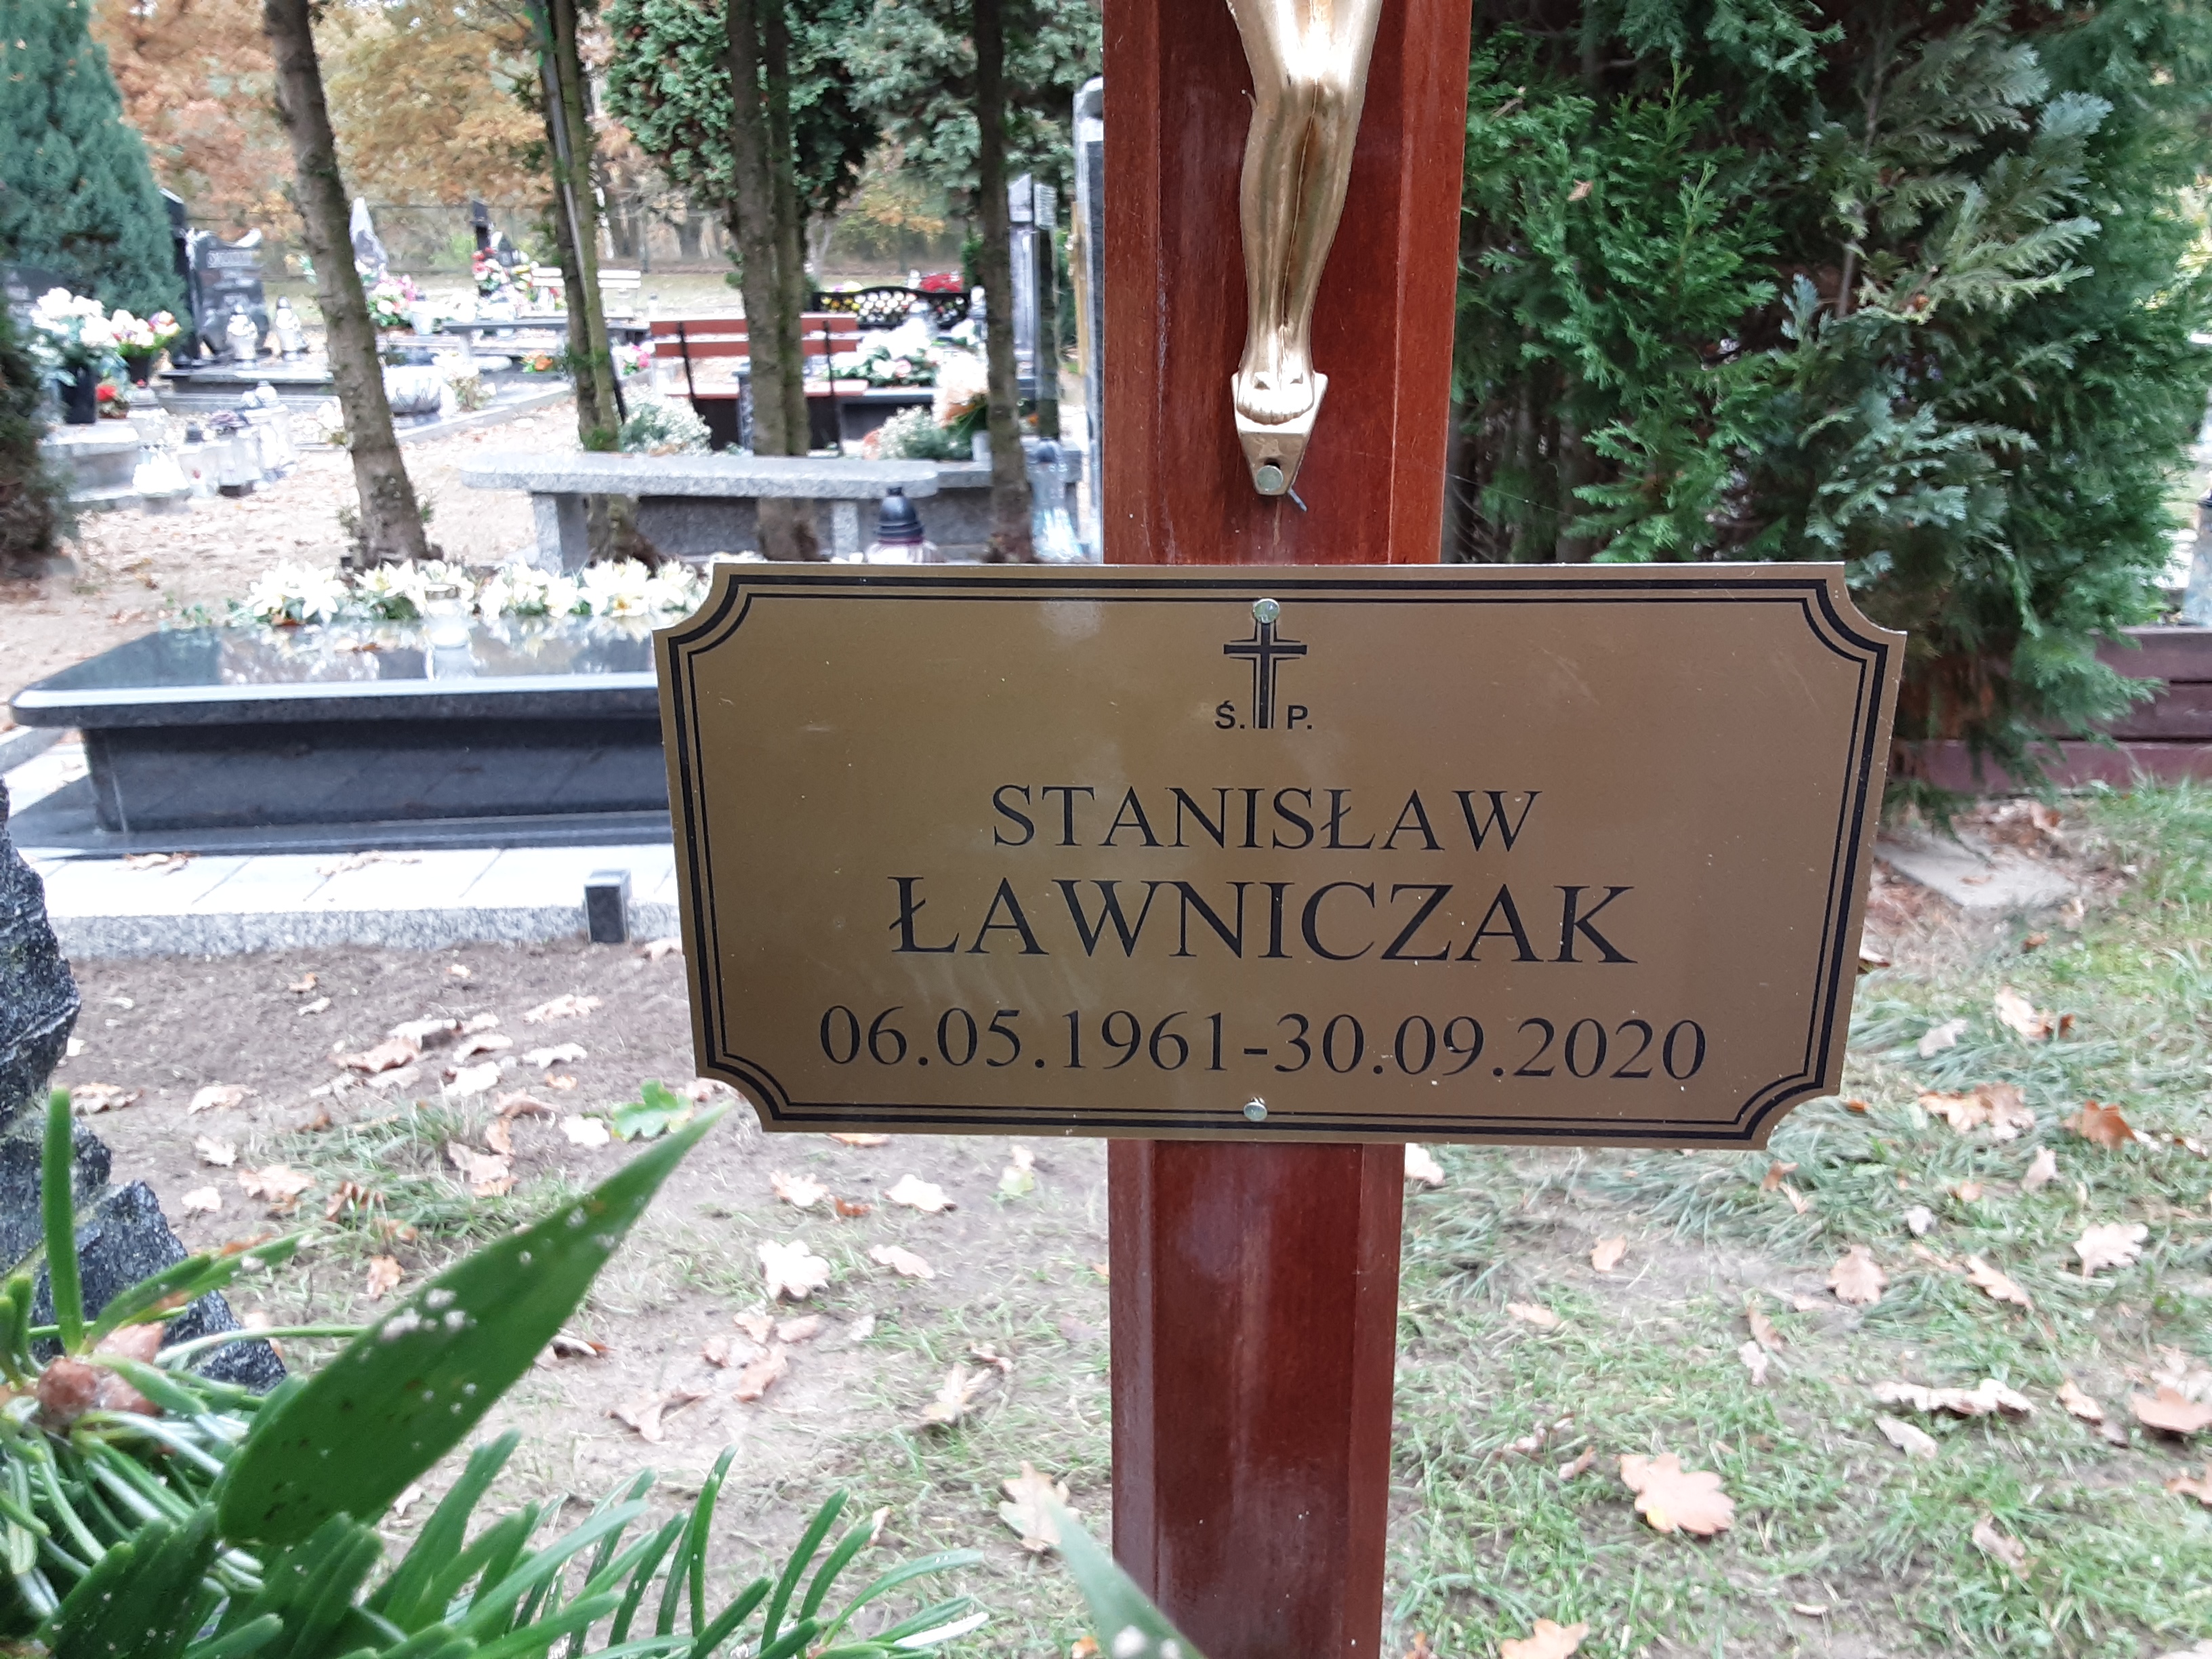 Ś. P.
STANISŁAW
ŁAWNICZAK
06.05.1961-30.09.2020